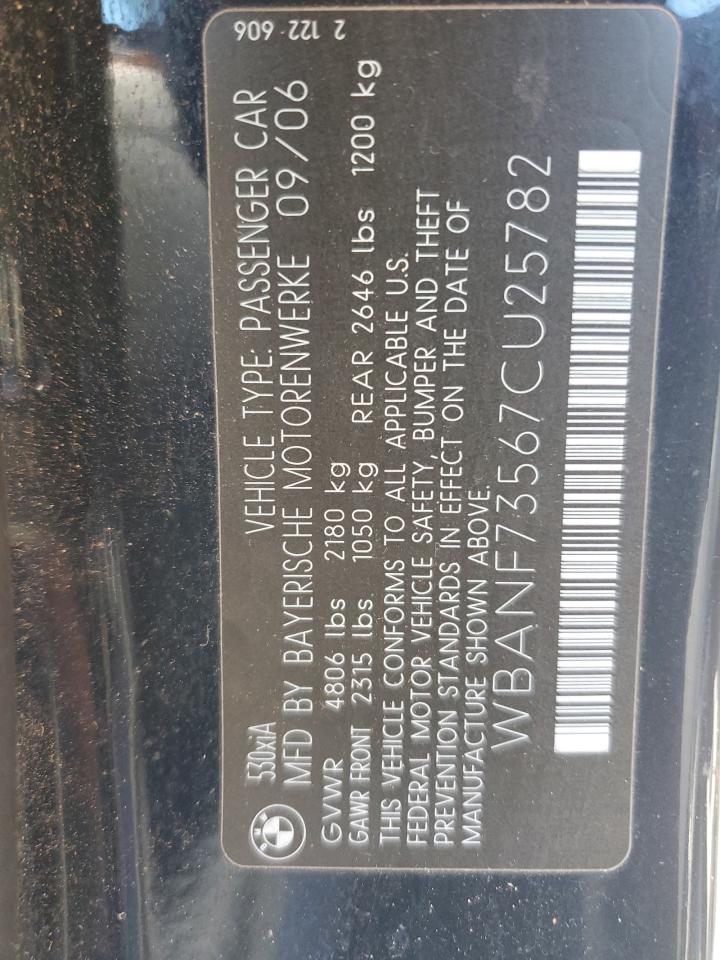 2 122 606
530xiA VEHICLE TYPE: PASSENGER CAR
MFD BY BAYERISCHE MOTORENWERKE 09/06
GVWR 4806 lbs 2180 kg
GAWR FRONT 2315 lbs. 1050 kg REAR 2646 lbs 1200 kg
THIS VEHICLE CONFORMS TO ALL APPLICABLE U.S.
FEDERAL MOTOR VEHICLE SAFETY, BUMPER AND THEFT
PREVENTION STANDARDS IN EFFECT ON THE DATE OF
MANUFACTURE SHOWN ABOVE.
WBANF73567CU25782
BMW